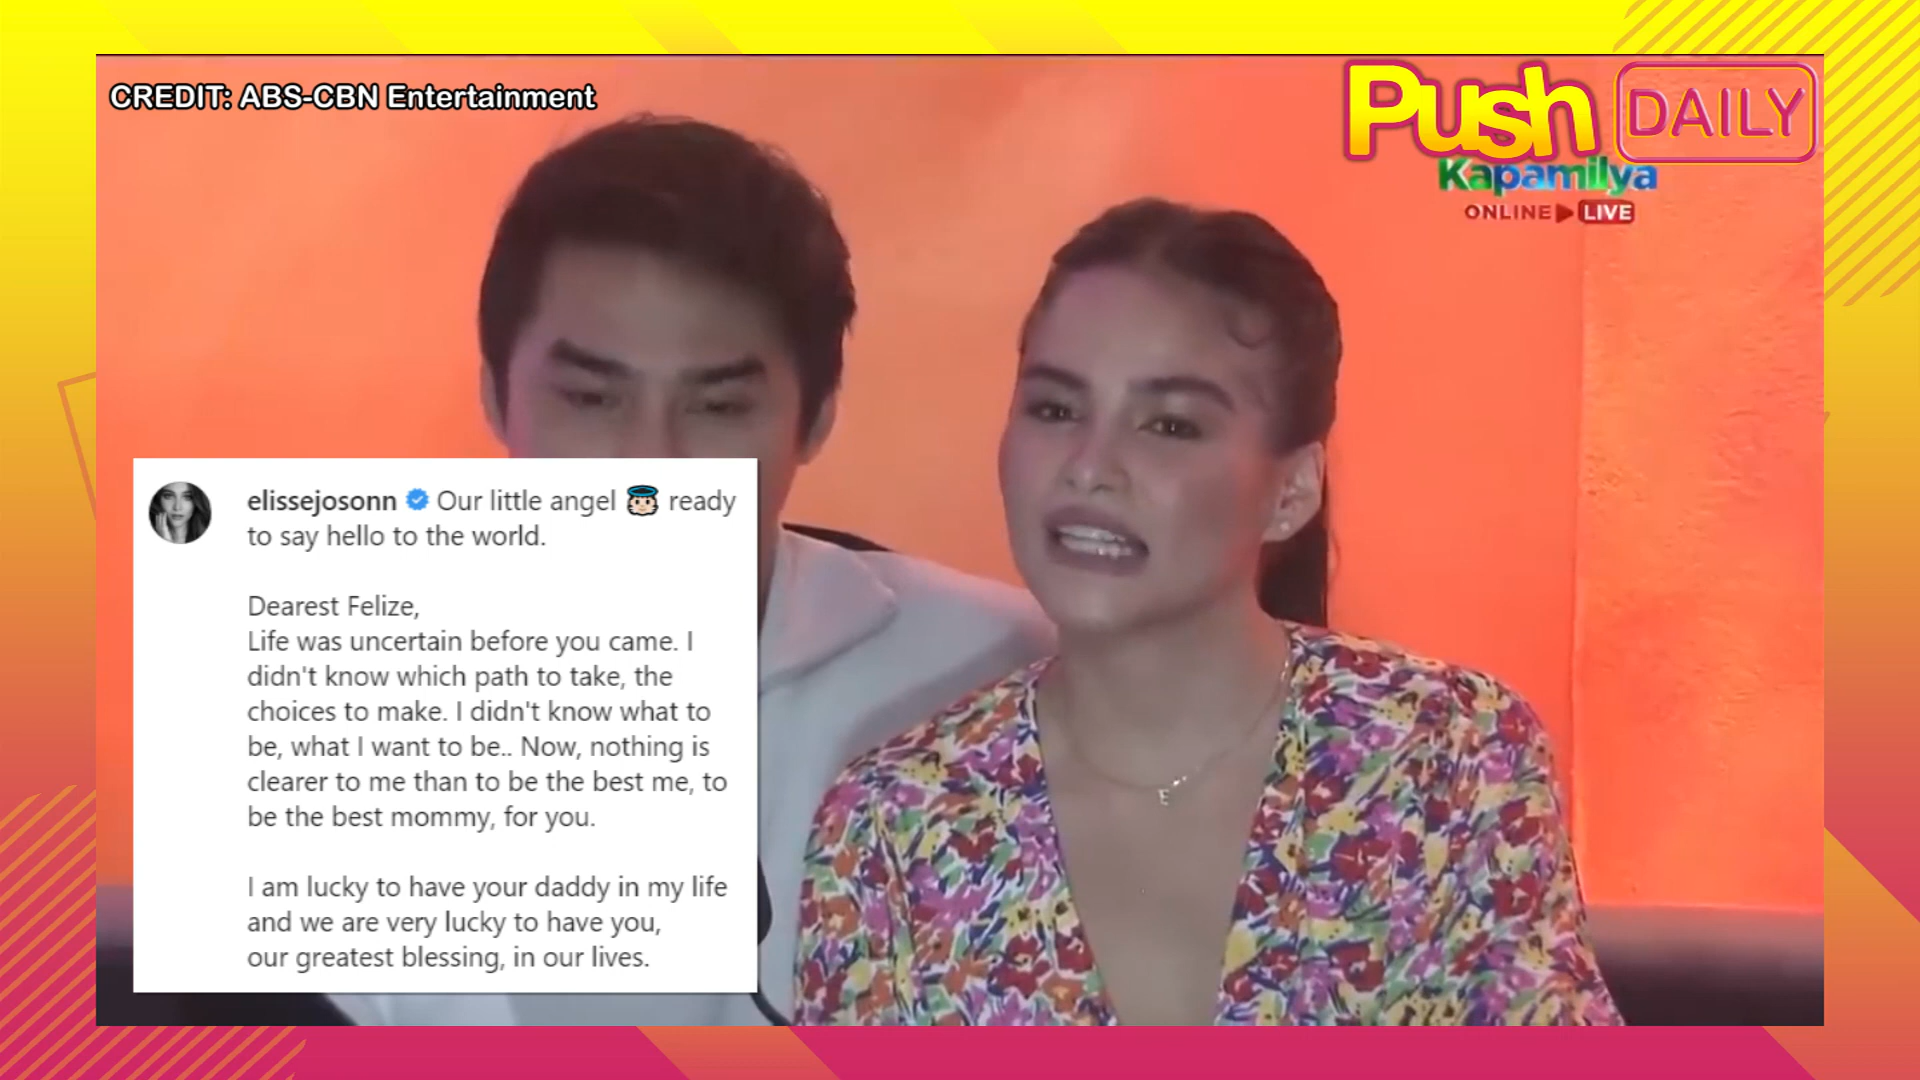 CREDIT: ABS-CBN Entertainment
Push DAILY
Kapamilya
ONLINE LIVE
elissejosonn Our little angel 👼🏻 ready
to say hello to the world.
Dearest Felize,
Life was uncertain before you came. I
didn't know which path to take, the
choices to make. I didn't know what to
be, what I want to be.. Now, nothing is
clearer to me than to be the best me, to
be the best mommy, for you.
I am lucky to have your daddy in my life
and we are very lucky to have you,
our greatest blessing, in our lives.
E